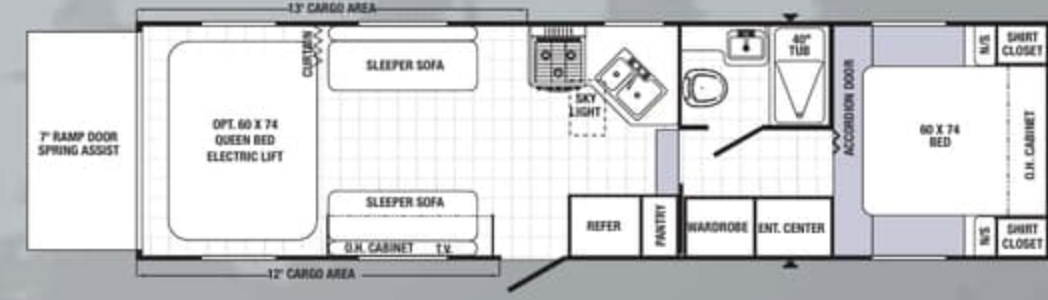 13' CARGO AREA
7' RAMP DOOR
SPRING ASSIST
OPT. 60 X 74
QUEEN BED
ELECTRIC LIFT
CURTAIN
SLEEPER SOFA
SLEEPER SOFA
O.H. CABINET T.V.
12' CARGO AREA
SKY
LIGHT
REFER
PANTRY
40"
TUB
WARDROBE
ENT. CENTER
ACCORDION DOOR
60 X 74
BED
N/S
SHIRT
CLOSET
O.H. CABINET
N/S
SHIRT
CLOSET